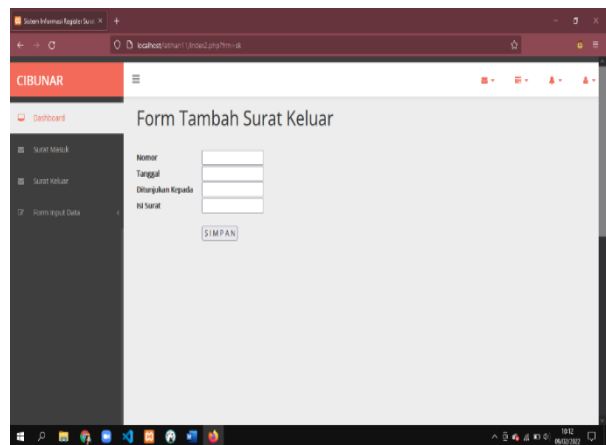 Sistem Informasi Register Surat
localhost/latihan11/index2.php?frm=sk
CIBUNAR
Dashboard
Surat Masuk
Surat Keluar
Form Input Data
Form Tambah Surat Keluar
Nomor
Tanggal
Ditunjukan Kepada
Isi Surat
SIMPAN
10:12
06/02/2022